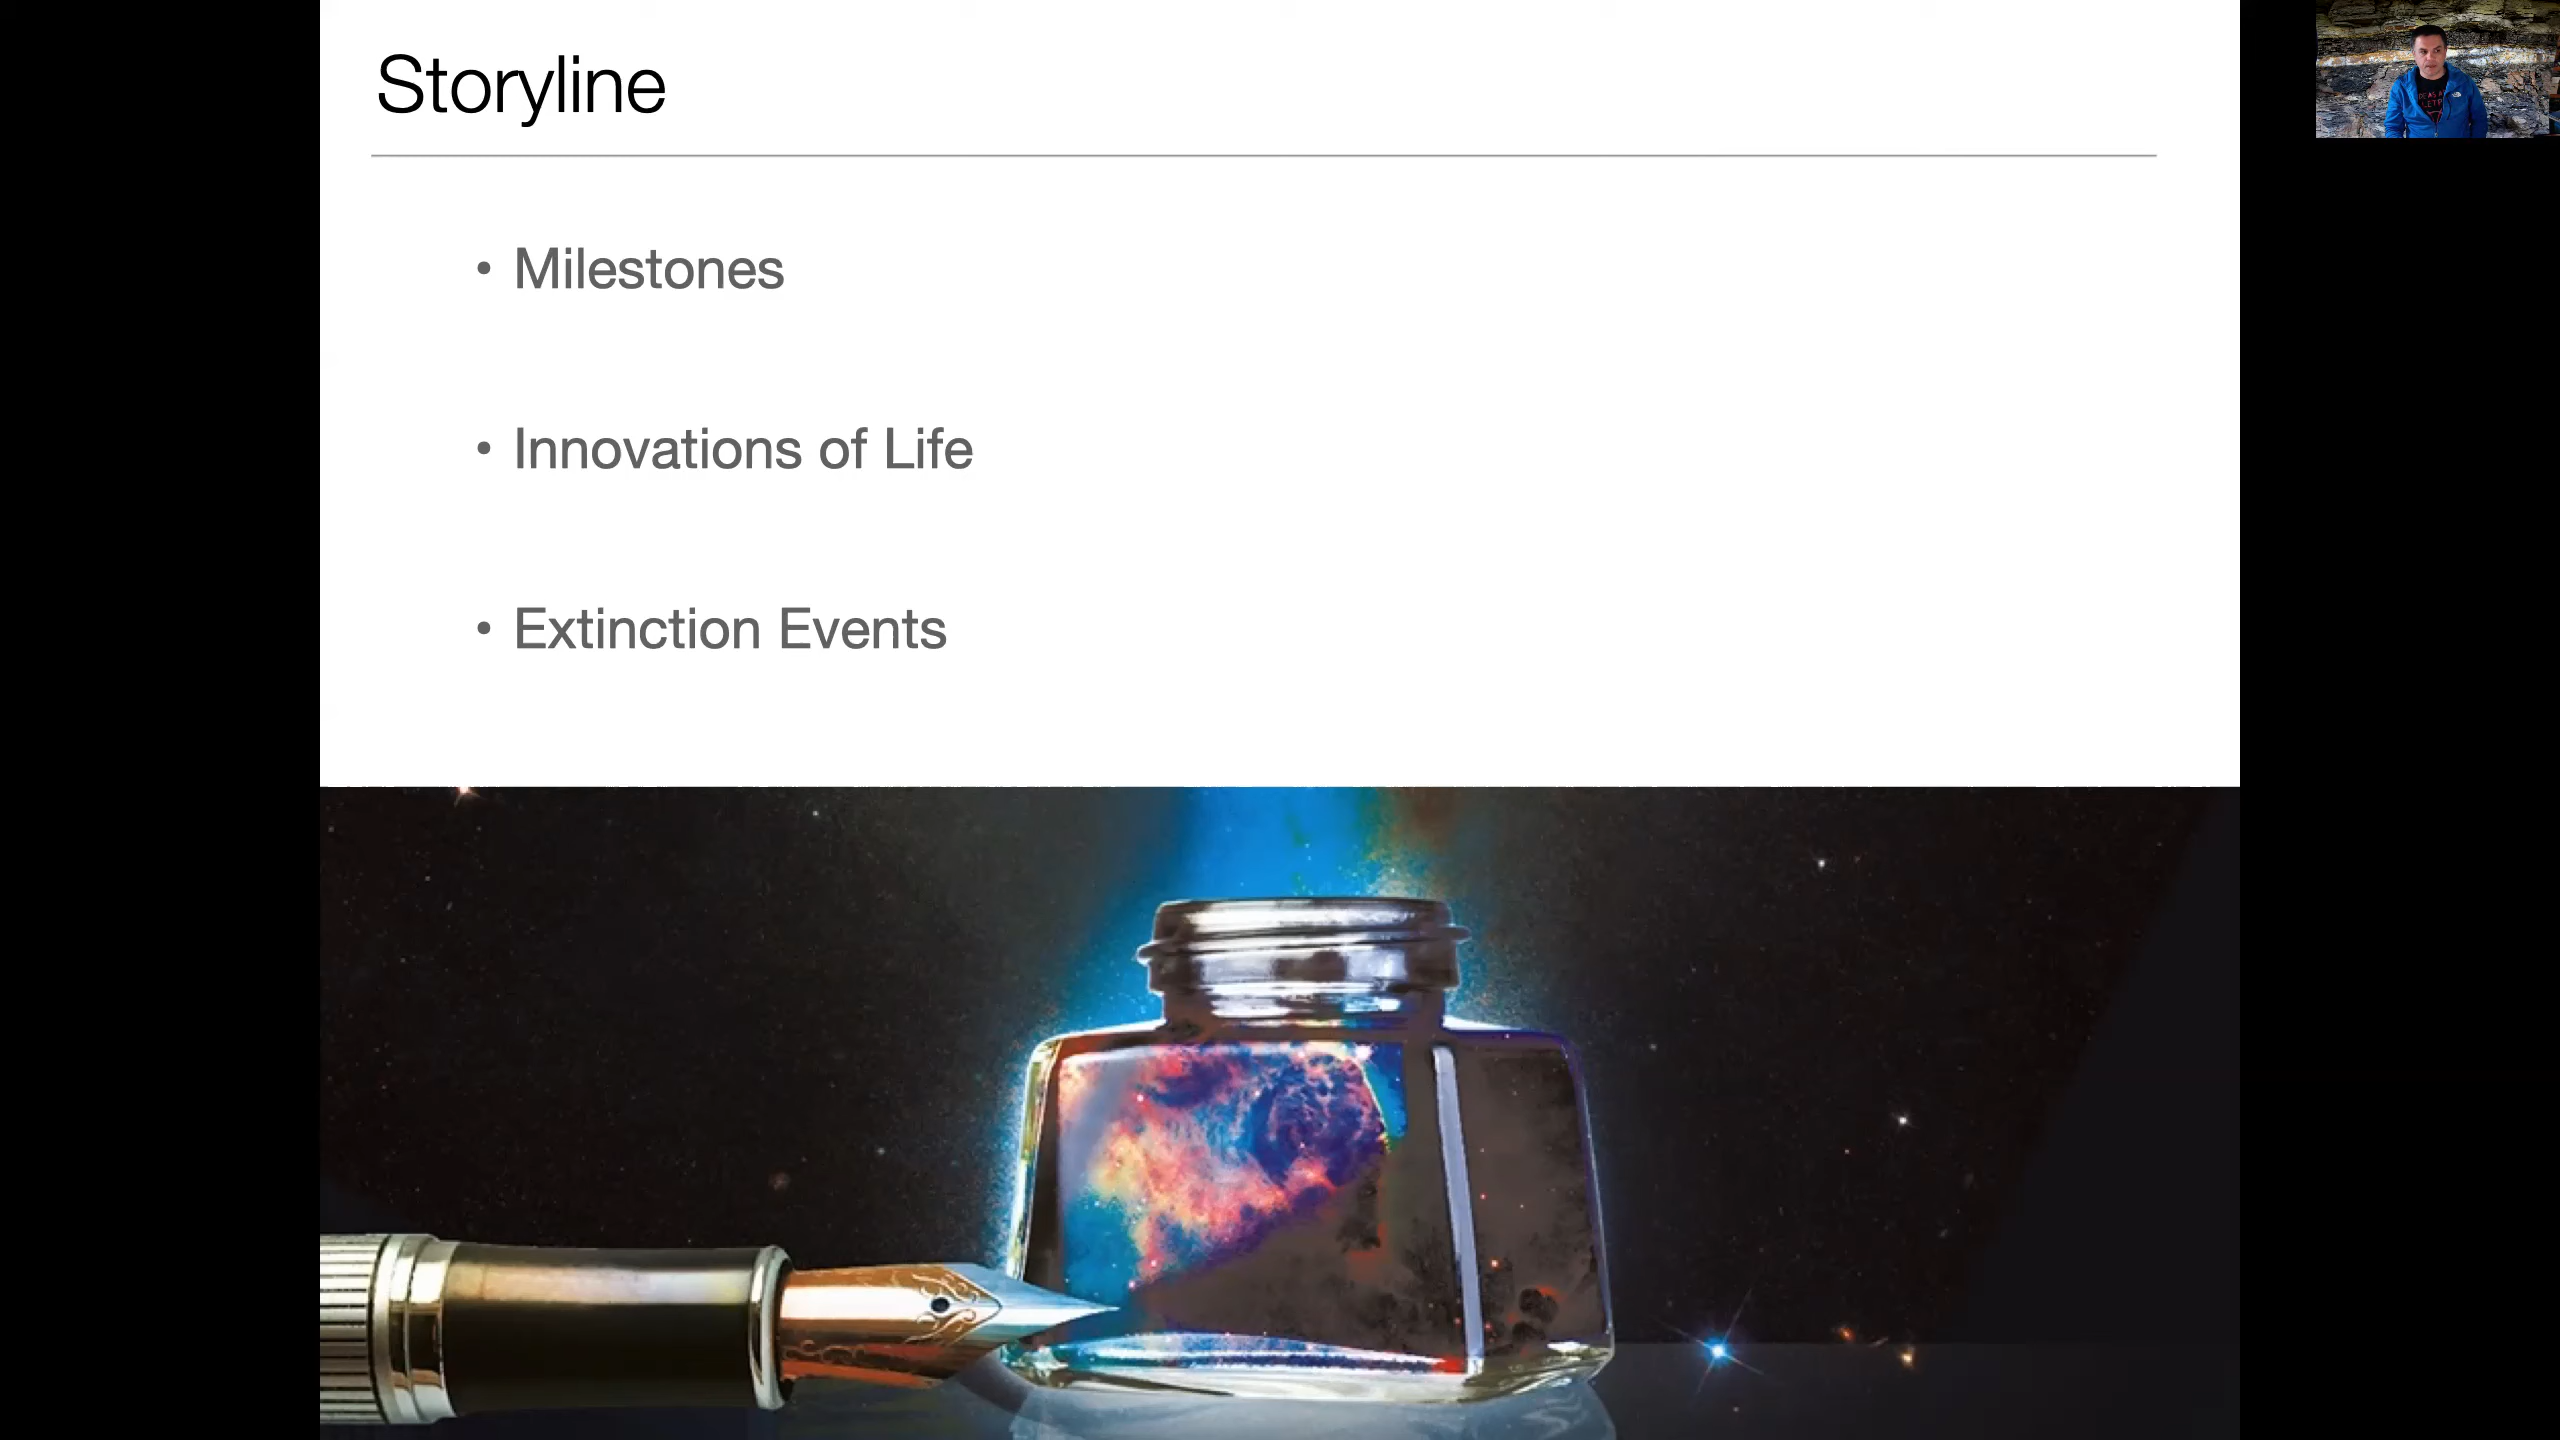 Storyline
• Milestones
• Innovations of Life
• Extinction Events